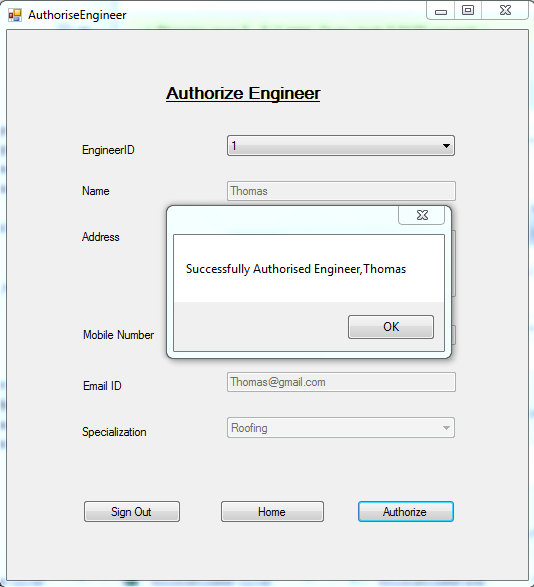 AuthoriseEngineer
Authorize Engineer
EngineerID
1
Name
Thomas
Address
Successfully Authorised Engineer,Thomas
OK
Mobile Number
Email ID
Thomas@gmail.com
Specialization
Roofing
Sign Out
Home
Authorize